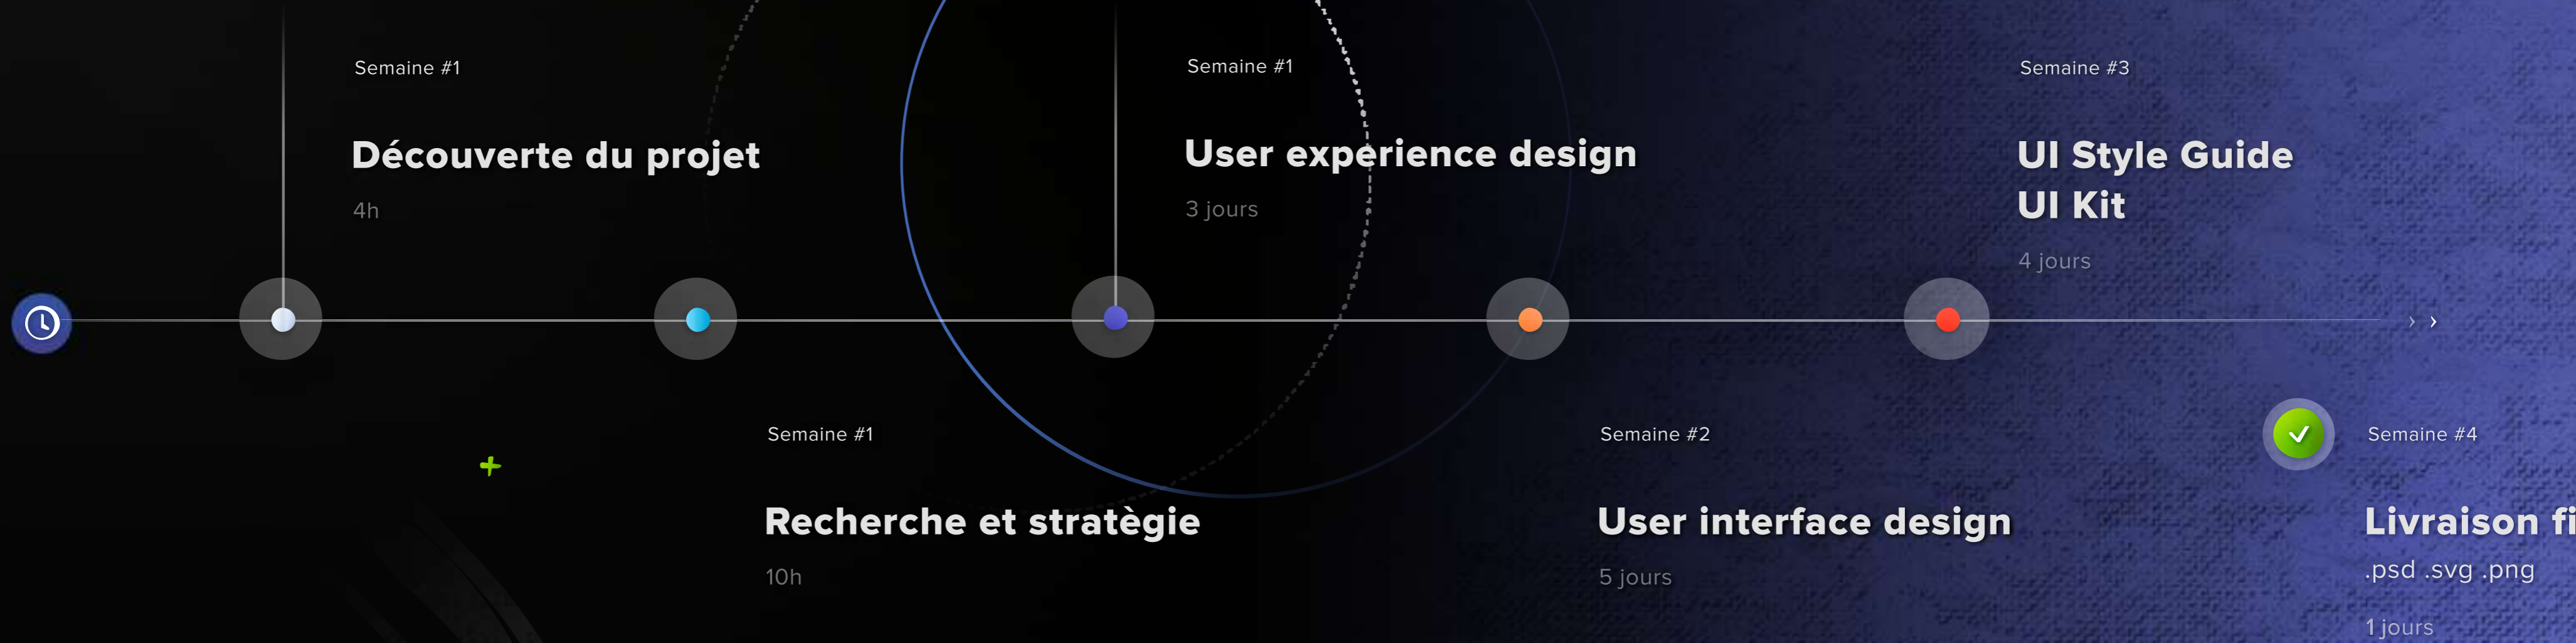 Semaine #1
Découverte du projet
4h
Semaine #1
Recherche et stratègie
10h
Semaine #1
User experience design
3 jours
Semaine #2
User interface design
5 jours
Semaine #3
UI Style Guide
UI Kit
4 jours
Semaine #4
Livraison fi
.psd .svg .png
1 jours